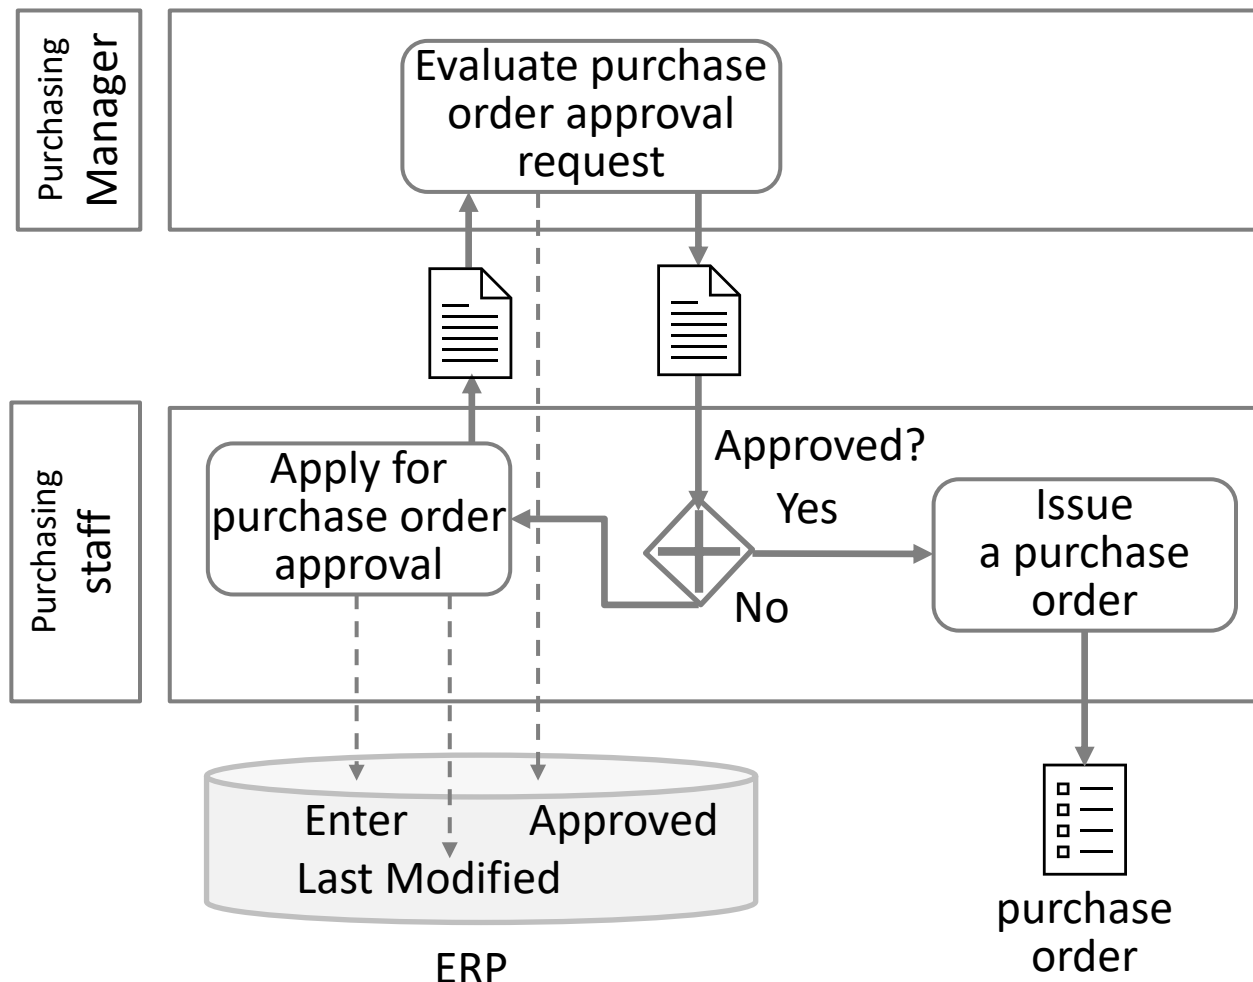 Purchasing
Manager
Evaluate purchase
order approval
request
Purchasing
staff
Apply for
purchase order
approval
Approved?
Yes
No
Issue
a purchase
order
Enter
Approved
Last Modified
ERP
purchase
order